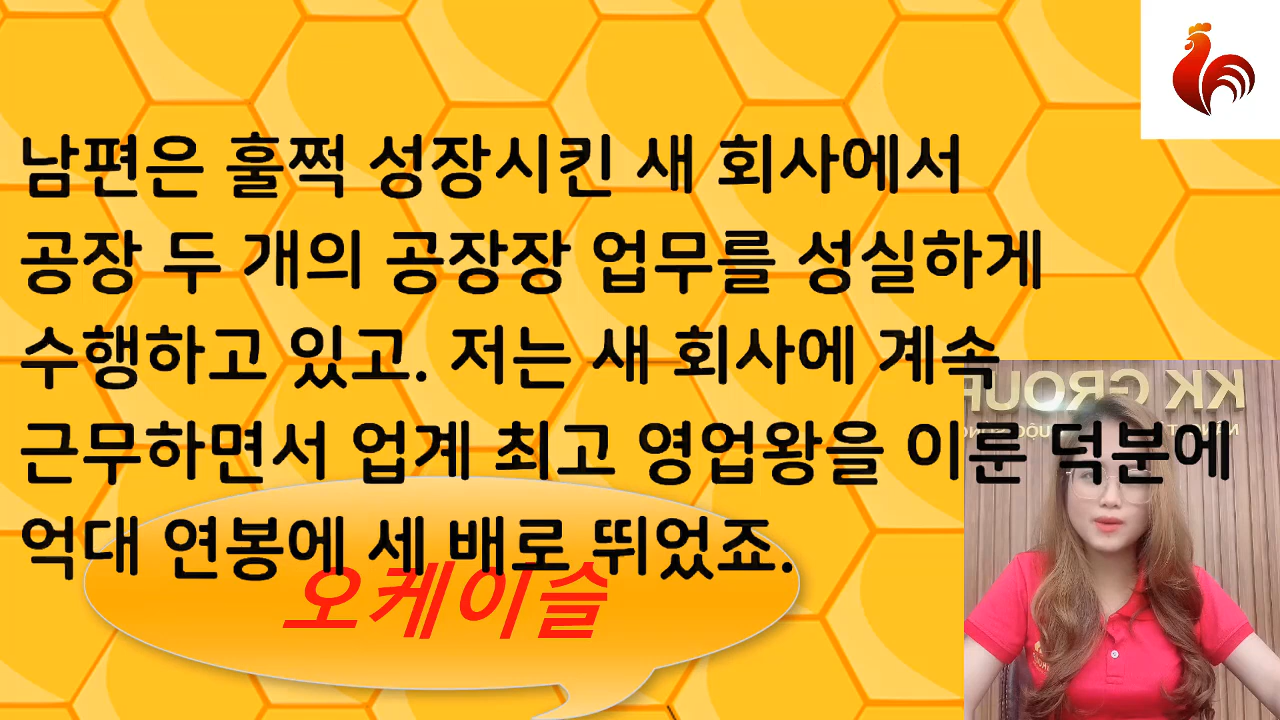 남편은 훌쩍 성장시킨 새 회사에서
공장 두 개의 공장장 업무를 성실하게
수행하고 있고. 저는 새 회사에 계속
근무하면서 업계 최고 영업왕을 이룬 덕분에
억대 연봉에 세 배로 뛰었죠.
오케이슬
KK GROUP